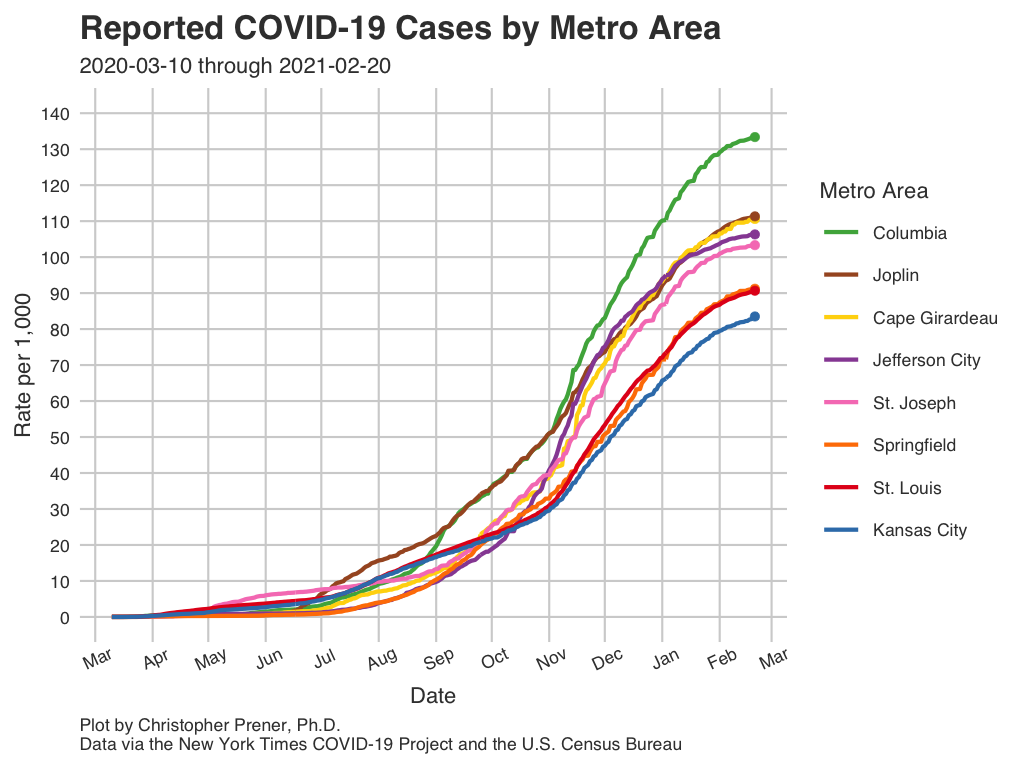 Reported COVID-19 Cases by Metro Area
2020-03-10 through 2021-02-20
140
130
120
110
100
90
80
70
60
50
40
30
20
10
0
Rate per 1,000
Mar Apr May Jun Jul Aug Sep Oct Nov Dec Jan Feb Mar
Date
Metro Area
Columbia
Joplin
Cape Girardeau
Jefferson City
St. Joseph
Springfield
St. Louis
Kansas City
Plot by Christopher Prener, Ph.D.
Data via the New York Times COVID-19 Project and the U.S. Census Bureau